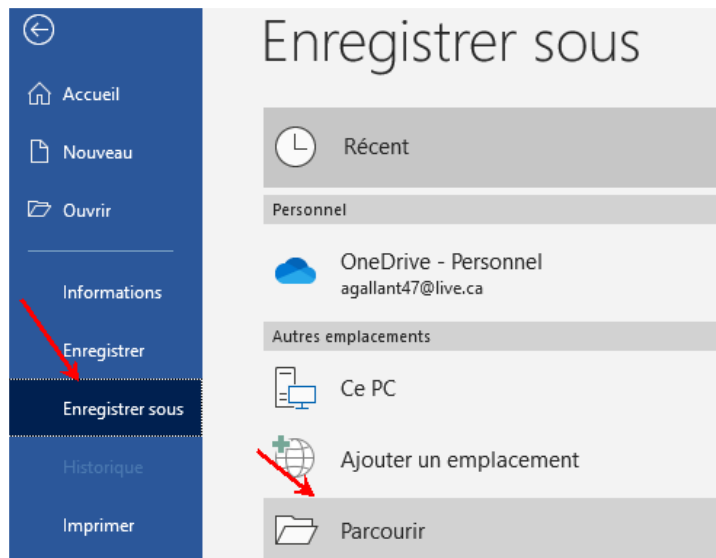 Enregistrer sous
Accueil
Nouveau
Ouvrir
Informations
Enregistrer
Enregistrer sous
Historique
Imprimer
Récent
Personnel
OneDrive - Personnel
agallant47@live.ca
Autres emplacements
Ce PC
Ajouter un emplacement
Parcourir